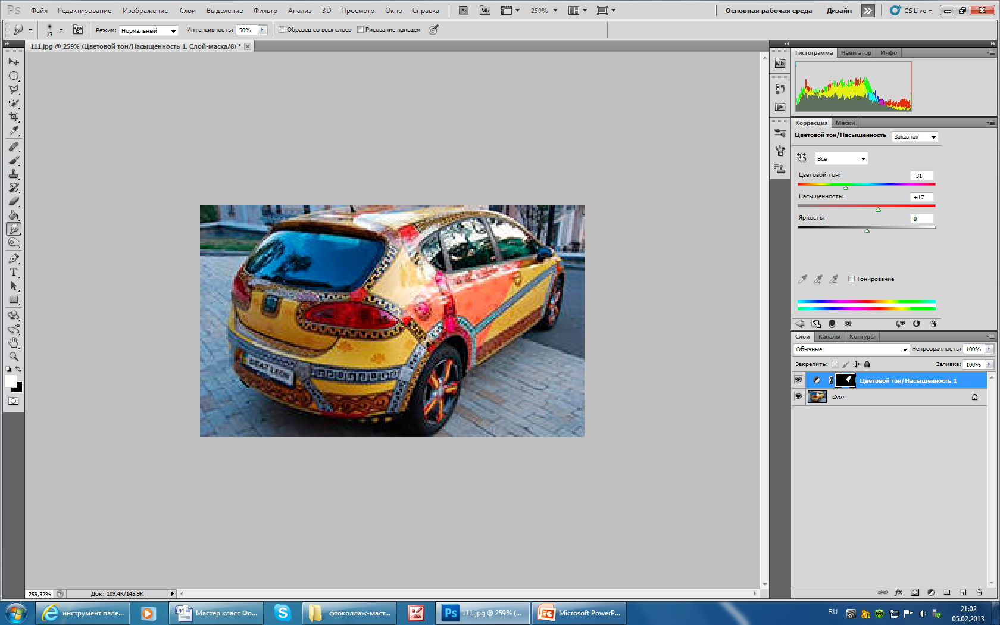 Ps Файл Редактирование Изображение Слои Выделение Фильтр Анализ 3D Просмотр Окно Справка Br Mb 259% Основная рабочая среда Дизайн CS Live
13 Режим: Нормальный Интенсивность: 50% Образец со всех слоев Рисование пальцем
111.jpg @ 259% (Цветовой тон/Насыщенность 1, Слой-маска/8) *
Mb
Гистограмма Навигатор Инфо
Коррекция Маски
Цветовой тон/Насыщенность Заказная
Все
Цветовой тон: -31
Насыщенность: +17
Яркость: 0
Тонирование
Слои Каналы Контуры
Обычные Непрозрачность: 100%
Закрепить: Заливка: 100%
Цветовой тон/Насыщенность 1
Фон
T
259,37% Док: 109,4K/145,9K
fx
инструмент пале...
Мастер класс Фо...
фтоколлаж-маст...
Ps 111.jpg @ 259% (...
Microsoft PowerP...
RU
21:02
05.02.2013